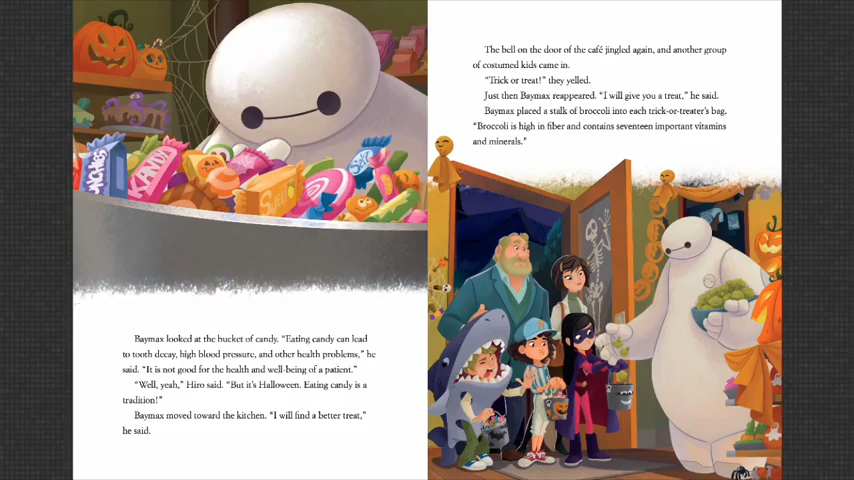 UNCHIES
KANDY
Baymax looked at the bucket of candy. “Eating candy can lead
to tooth decay, high blood pressure, and other health problems,” he
said. “It is not good for the health and well-being of a patient.”
“Well, yeah,” Hiro said. “But it’s Halloween. Eating candy is a
tradition!”
Baymax moved toward the kitchen. “I will find a better treat,”
he said.
The bell on the door of the café jingled again, and another group
of costumed kids came in.
“Trick or treat!” they yelled.
Just then Baymax reappeared. “I will give you a treat,” he said.
Baymax placed a stalk of broccoli into each trick-or-treater’s bag.
“Broccoli is high in fiber and contains seventeen important vitamins
and minerals.”